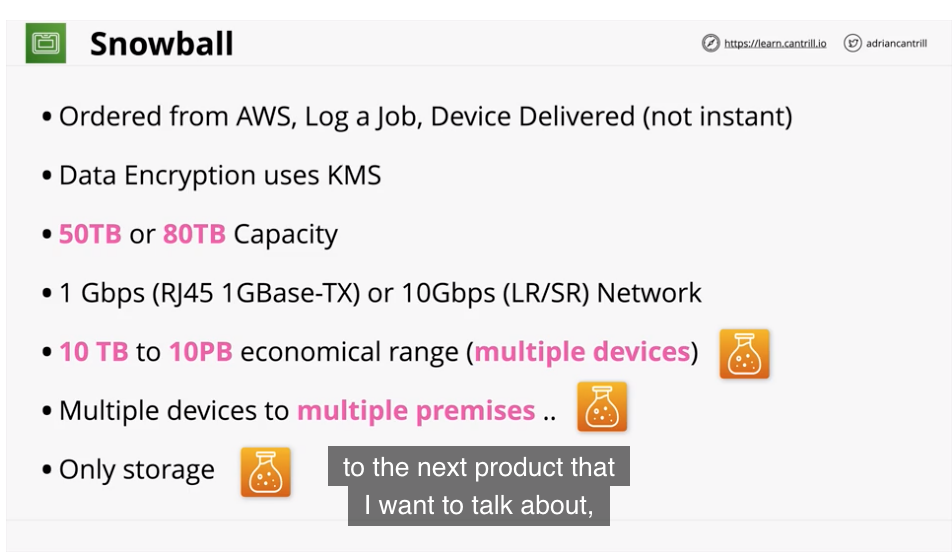 Snowball
https://learn.cantrill.io
adriancantrill
• Ordered from AWS, Log a Job, Device Delivered (not instant)
• Data Encryption uses KMS
• 50TB or 80TB Capacity
• 1 Gbps (RJ45 1GBase-TX) or 10Gbps (LR/SR) Network
• 10 TB to 10PB economical range (multiple devices)
• Multiple devices to multiple premises ..
• Only storage
to the next product that
I want to talk about,